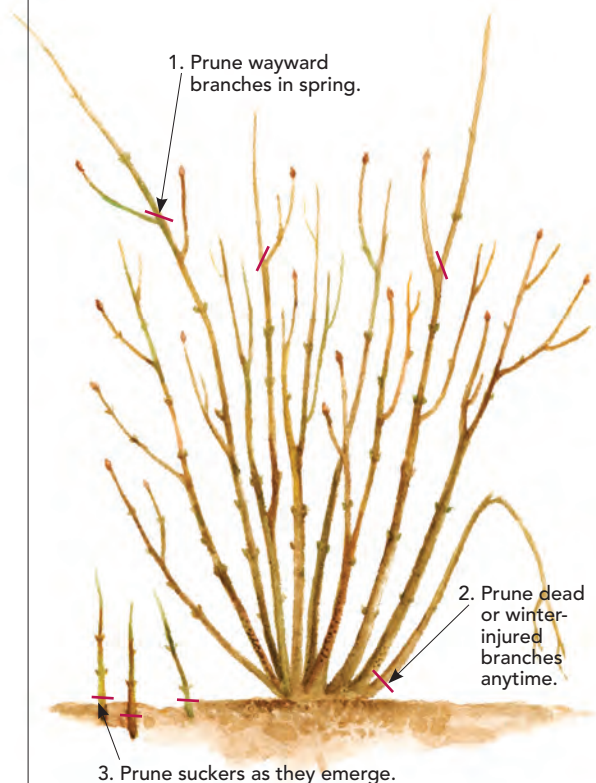 1. Prune wayward
branches in spring.
2. Prune dead
or winter-
injured
branches
anytime.
3. Prune suckers as they emerge.